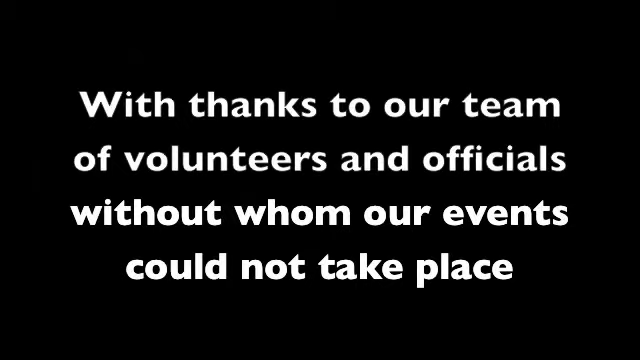 With thanks to our team
of volunteers and officials
without whom our events
could not take place